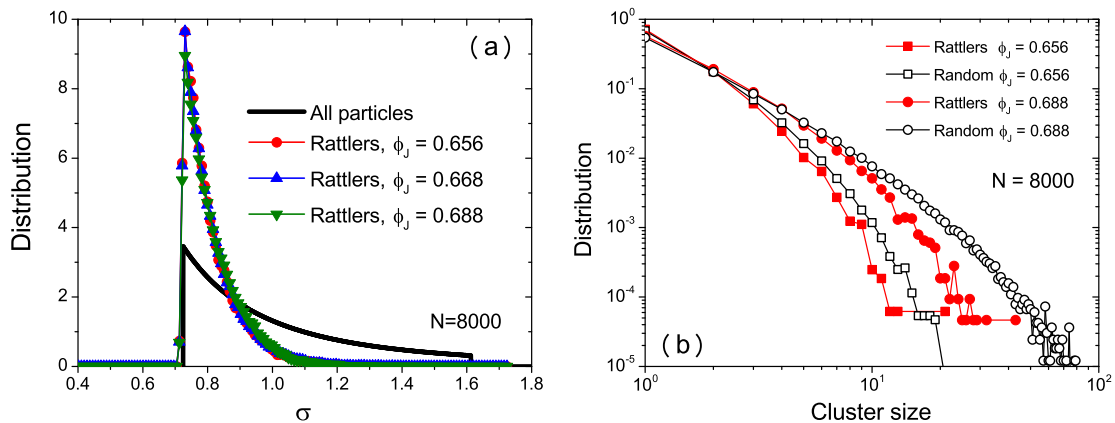 (a)
All particles
Rattlers, φJ = 0.656
Rattlers, φJ = 0.668
Rattlers, φJ = 0.688
N=8000
Distribution
10
8
6
4
2
0
0.4 0.6 0.8 1.0 1.2 1.4 1.6 1.8
σ
Rattlers φJ = 0.656
Random φJ = 0.656
Rattlers φJ = 0.688
Random φJ = 0.688
N = 8000
(b)
Distribution
10^0
10^-1
10^-2
10^-3
10^-4
10^-5
10^0 10^1 10^2
Cluster size